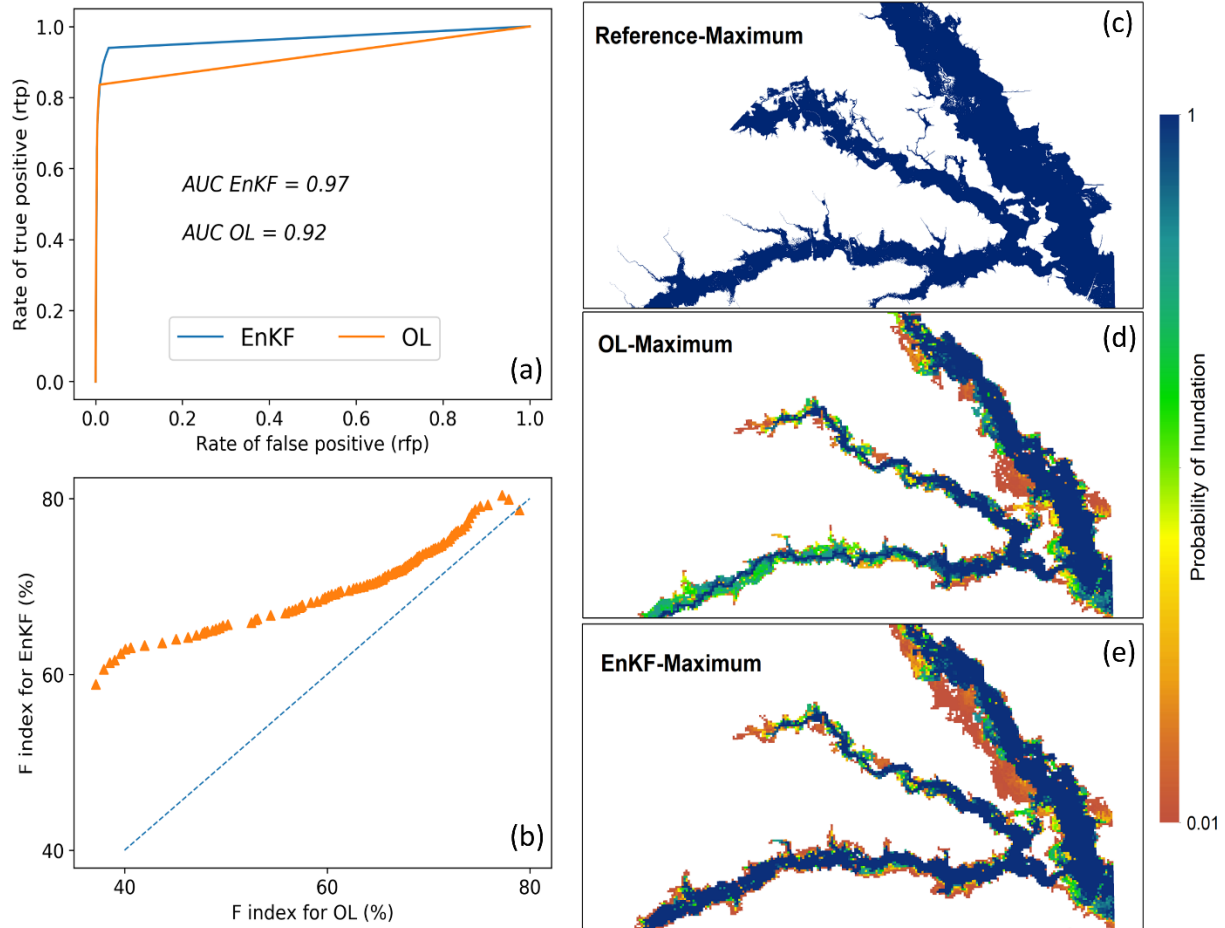 1.0
0.8
0.6
0.4
0.2
0.0
Rate of true positive (rtp)
AUC EnKF = 0.97
AUC OL = 0.92
EnKF
OL
(a)
0.0
0.2
0.4
0.6
0.8
1.0
Rate of false positive (rfp)
80
60
40
F index for EnKF (%)
(b)
40
60
80
F index for OL (%)
Reference-Maximum
(c)
OL-Maximum
(d)
EnKF-Maximum
(e)
1
Probability of Inundation
0.01